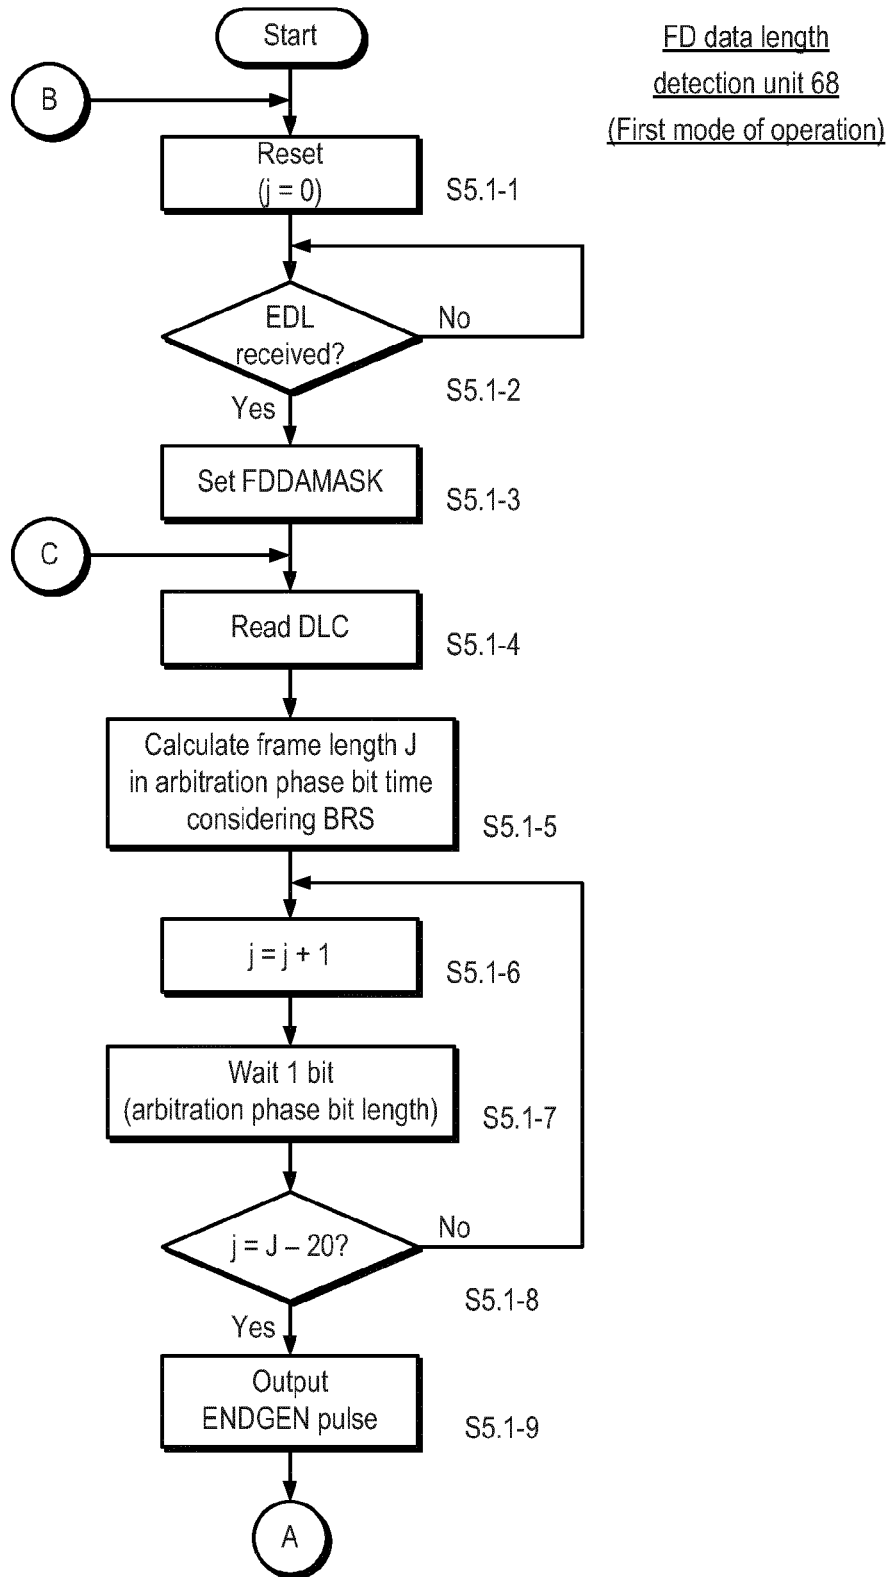 Start
FD data length
detection unit 68
(First mode of operation)
B
Reset
(j = 0)
S5.1-1
EDL
received?
No
S5.1-2
Yes
Set FDDAMASK
S5.1-3
C
Read DLC
S5.1-4
Calculate frame length J
in arbitration phase bit time
considering BRS
S5.1-5
j = j + 1
S5.1-6
Wait 1 bit
(arbitration phase bit length)
S5.1-7
j = J – 20?
No
S5.1-8
Yes
Output
ENDGEN pulse
S5.1-9
A